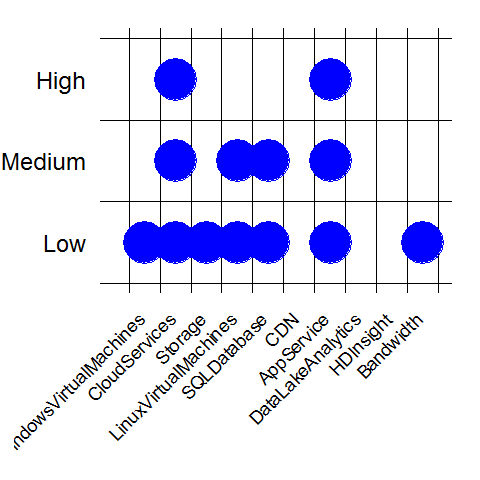 High
Medium
Low
ndowsVirtualMachines
CloudServices
Storage
LinuxVirtualMachines
SQLDatabase
CDN
AppService
DataLakeAnalytics
HDInsight
Bandwidth